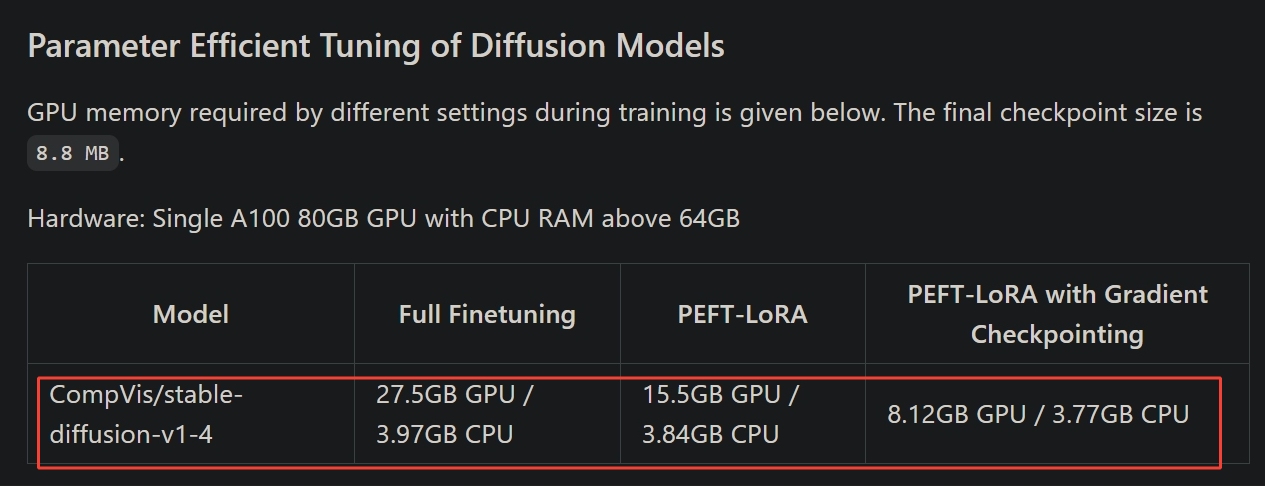 Parameter Efficient Tuning of Diffusion Models
GPU memory required by different settings during training is given below. The final checkpoint size is
8.8 MB.
Hardware: Single A100 80GB GPU with CPU RAM above 64GB
Model
Full Finetuning
PEFT-LoRA
PEFT-LoRA with Gradient
Checkpointing
CompVis/stable-
diffusion-v1-4
27.5GB GPU /
3.97GB CPU
15.5GB GPU /
3.84GB CPU
8.12GB GPU / 3.77GB CPU